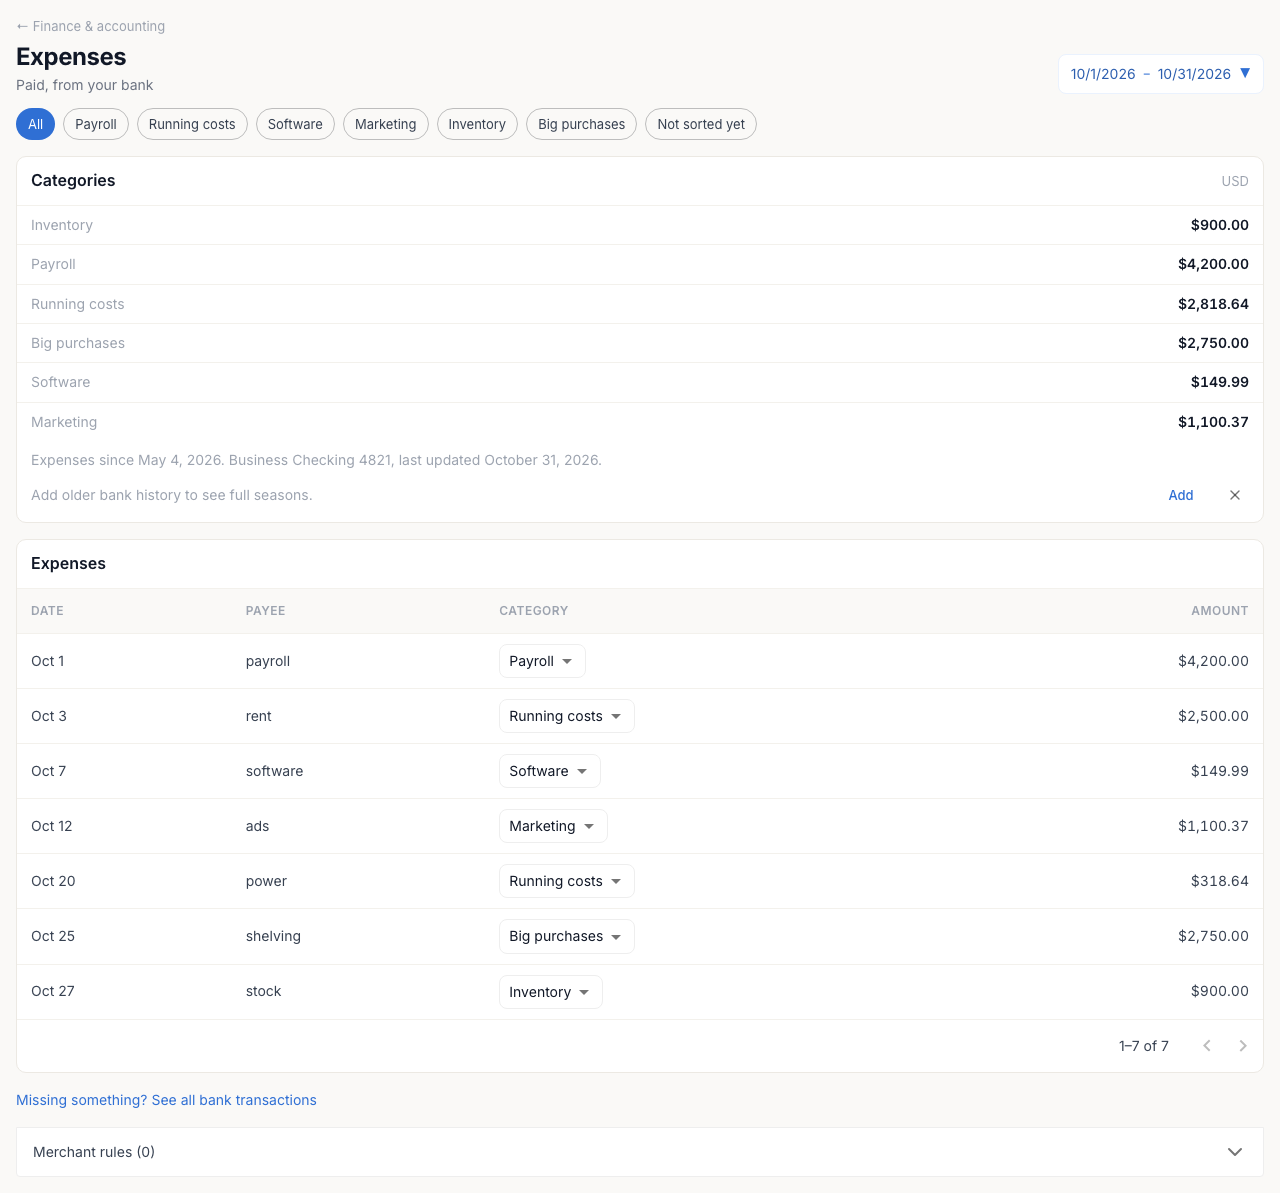 ← Finance & accounting
Expenses
Paid, from your bank
10/1/2026 – 10/31/2026 ▼
All Payroll Running costs Software Marketing Inventory Big purchases Not sorted yet
Categories USD
Inventory $900.00
Payroll $4,200.00
Running costs $2,818.64
Big purchases $2,750.00
Software $149.99
Marketing $1,100.37
Expenses since May 4, 2026. Business Checking 4821, last updated October 31, 2026.
Add older bank history to see full seasons. Add ×
Expenses
DATE PAYEE CATEGORY AMOUNT
Oct 1 payroll Payroll $4,200.00
Oct 3 rent Running costs $2,500.00
Oct 7 software Software $149.99
Oct 12 ads Marketing $1,100.37
Oct 20 power Running costs $318.64
Oct 25 shelving Big purchases $2,750.00
Oct 27 stock Inventory $900.00
1–7 of 7
Missing something? See all bank transactions
Merchant rules (0)